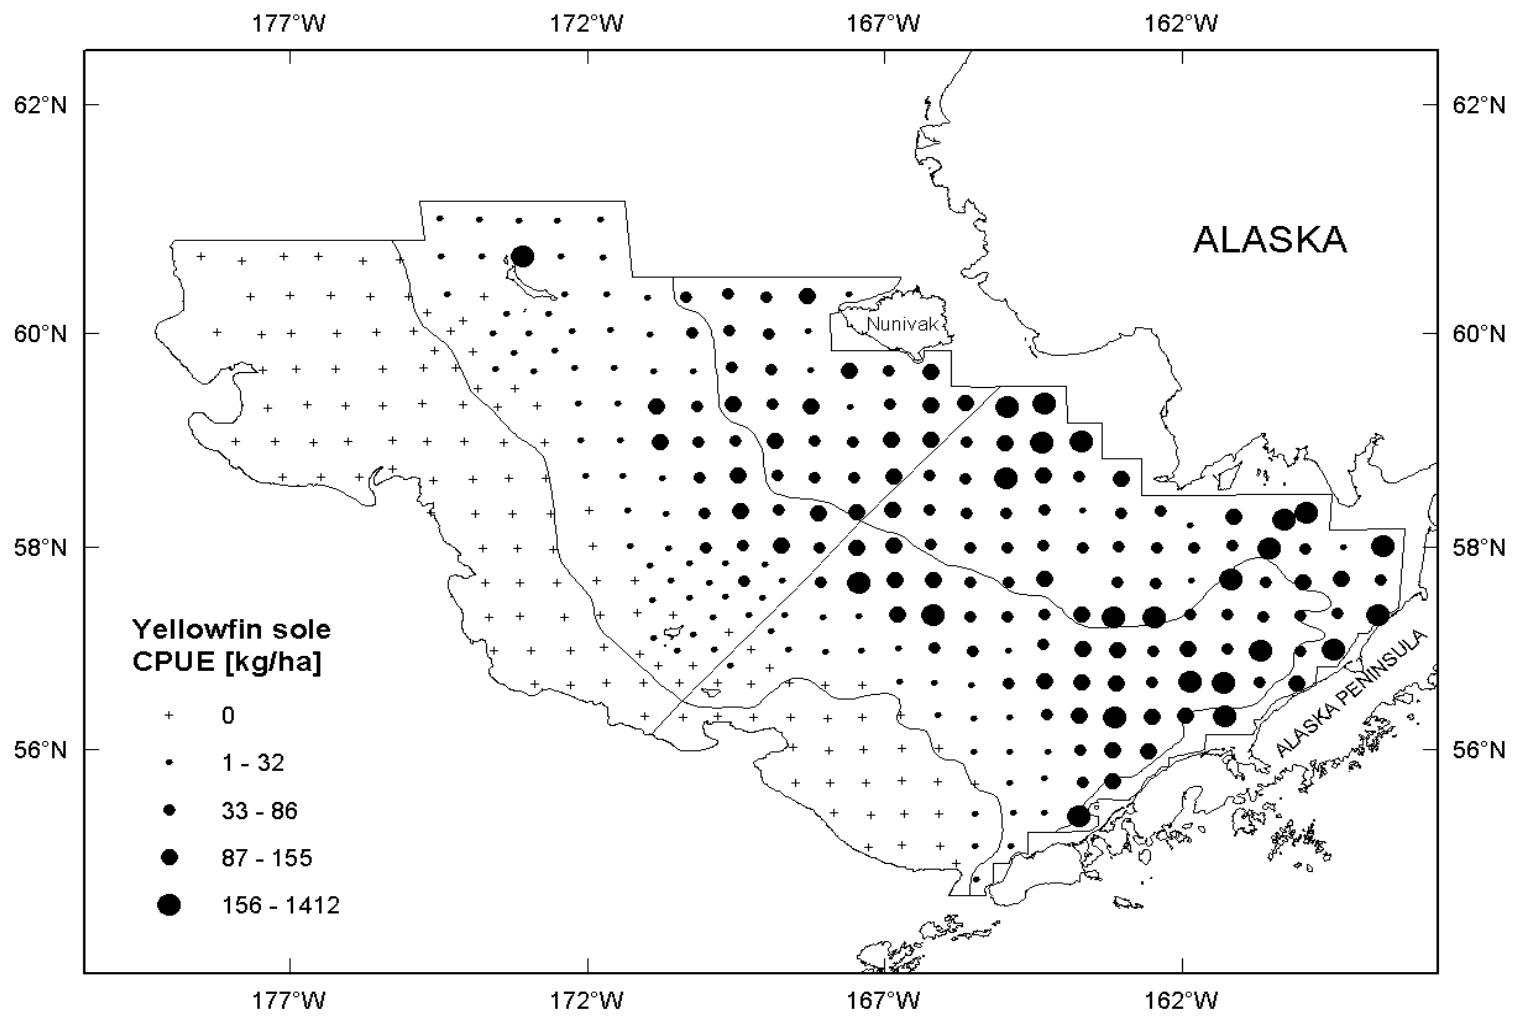 177°W 172°W 167°W 162°W
62°N 62°N
ALASKA
60°N Nunivak 60°N
58°N 58°N
Yellowfin sole
CPUE [kg/ha]
0
1 - 32
33 - 86
87 - 155
156 - 1412
ALASKA PENINSULA
56°N 56°N
177°W 172°W 167°W 162°W